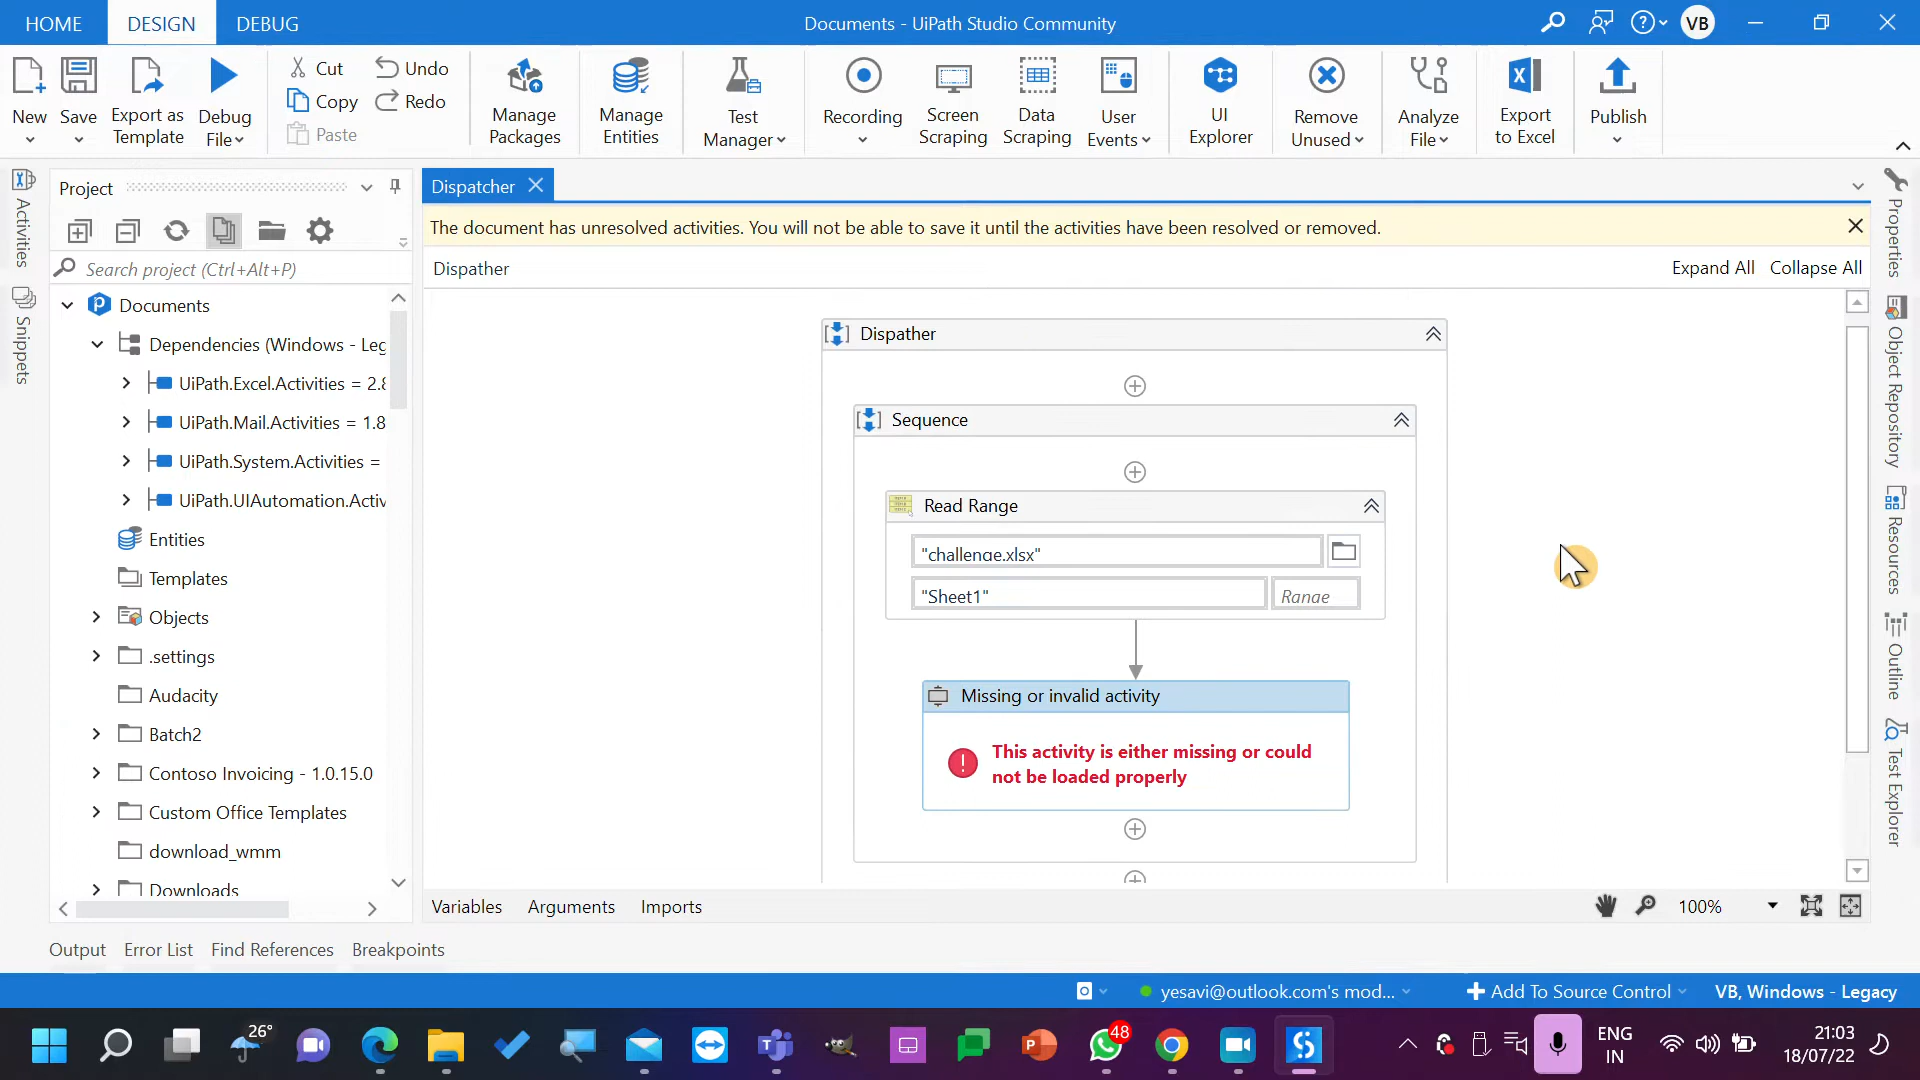 HOME DESIGN DEBUG Documents - UiPath Studio Community VB
New Save Export as Template Debug File Cut Copy Paste Undo Redo Manage Packages Manage Entities Test Manager Recording Screen Scraping Data Scraping User Events UI Explorer Remove Unused Analyze File Export to Excel Publish
Activities
Snippets
Project
Search project (Ctrl+Alt+P)
Documents
Dependencies (Windows - Leg
UiPath.Excel.Activities = 2.8
UiPath.Mail.Activities = 1.8
UiPath.System.Activities =
UiPath.UIAutomation.Activ
Entities
Templates
Objects
.settings
Audacity
Batch2
Contoso Invoicing - 1.0.15.0
Custom Office Templates
download_wmm
Downloads
Dispatcher
The document has unresolved activities. You will not be able to save it until the activities have been resolved or removed.
Dispather Expand All Collapse All
Dispather
Sequence
Read Range
"challenge.xlsx"
"Sheet1" Range
Missing or invalid activity
This activity is either missing or could
not be loaded properly
Properties
Object Repository
Resources
Outline
Test Explorer
Variables Arguments Imports 100%
Output Error List Find References Breakpoints
yesavi@outlook.com's mod... Add To Source Control VB, Windows - Legacy
26° 48 ENG
IN
21:03
18/07/22